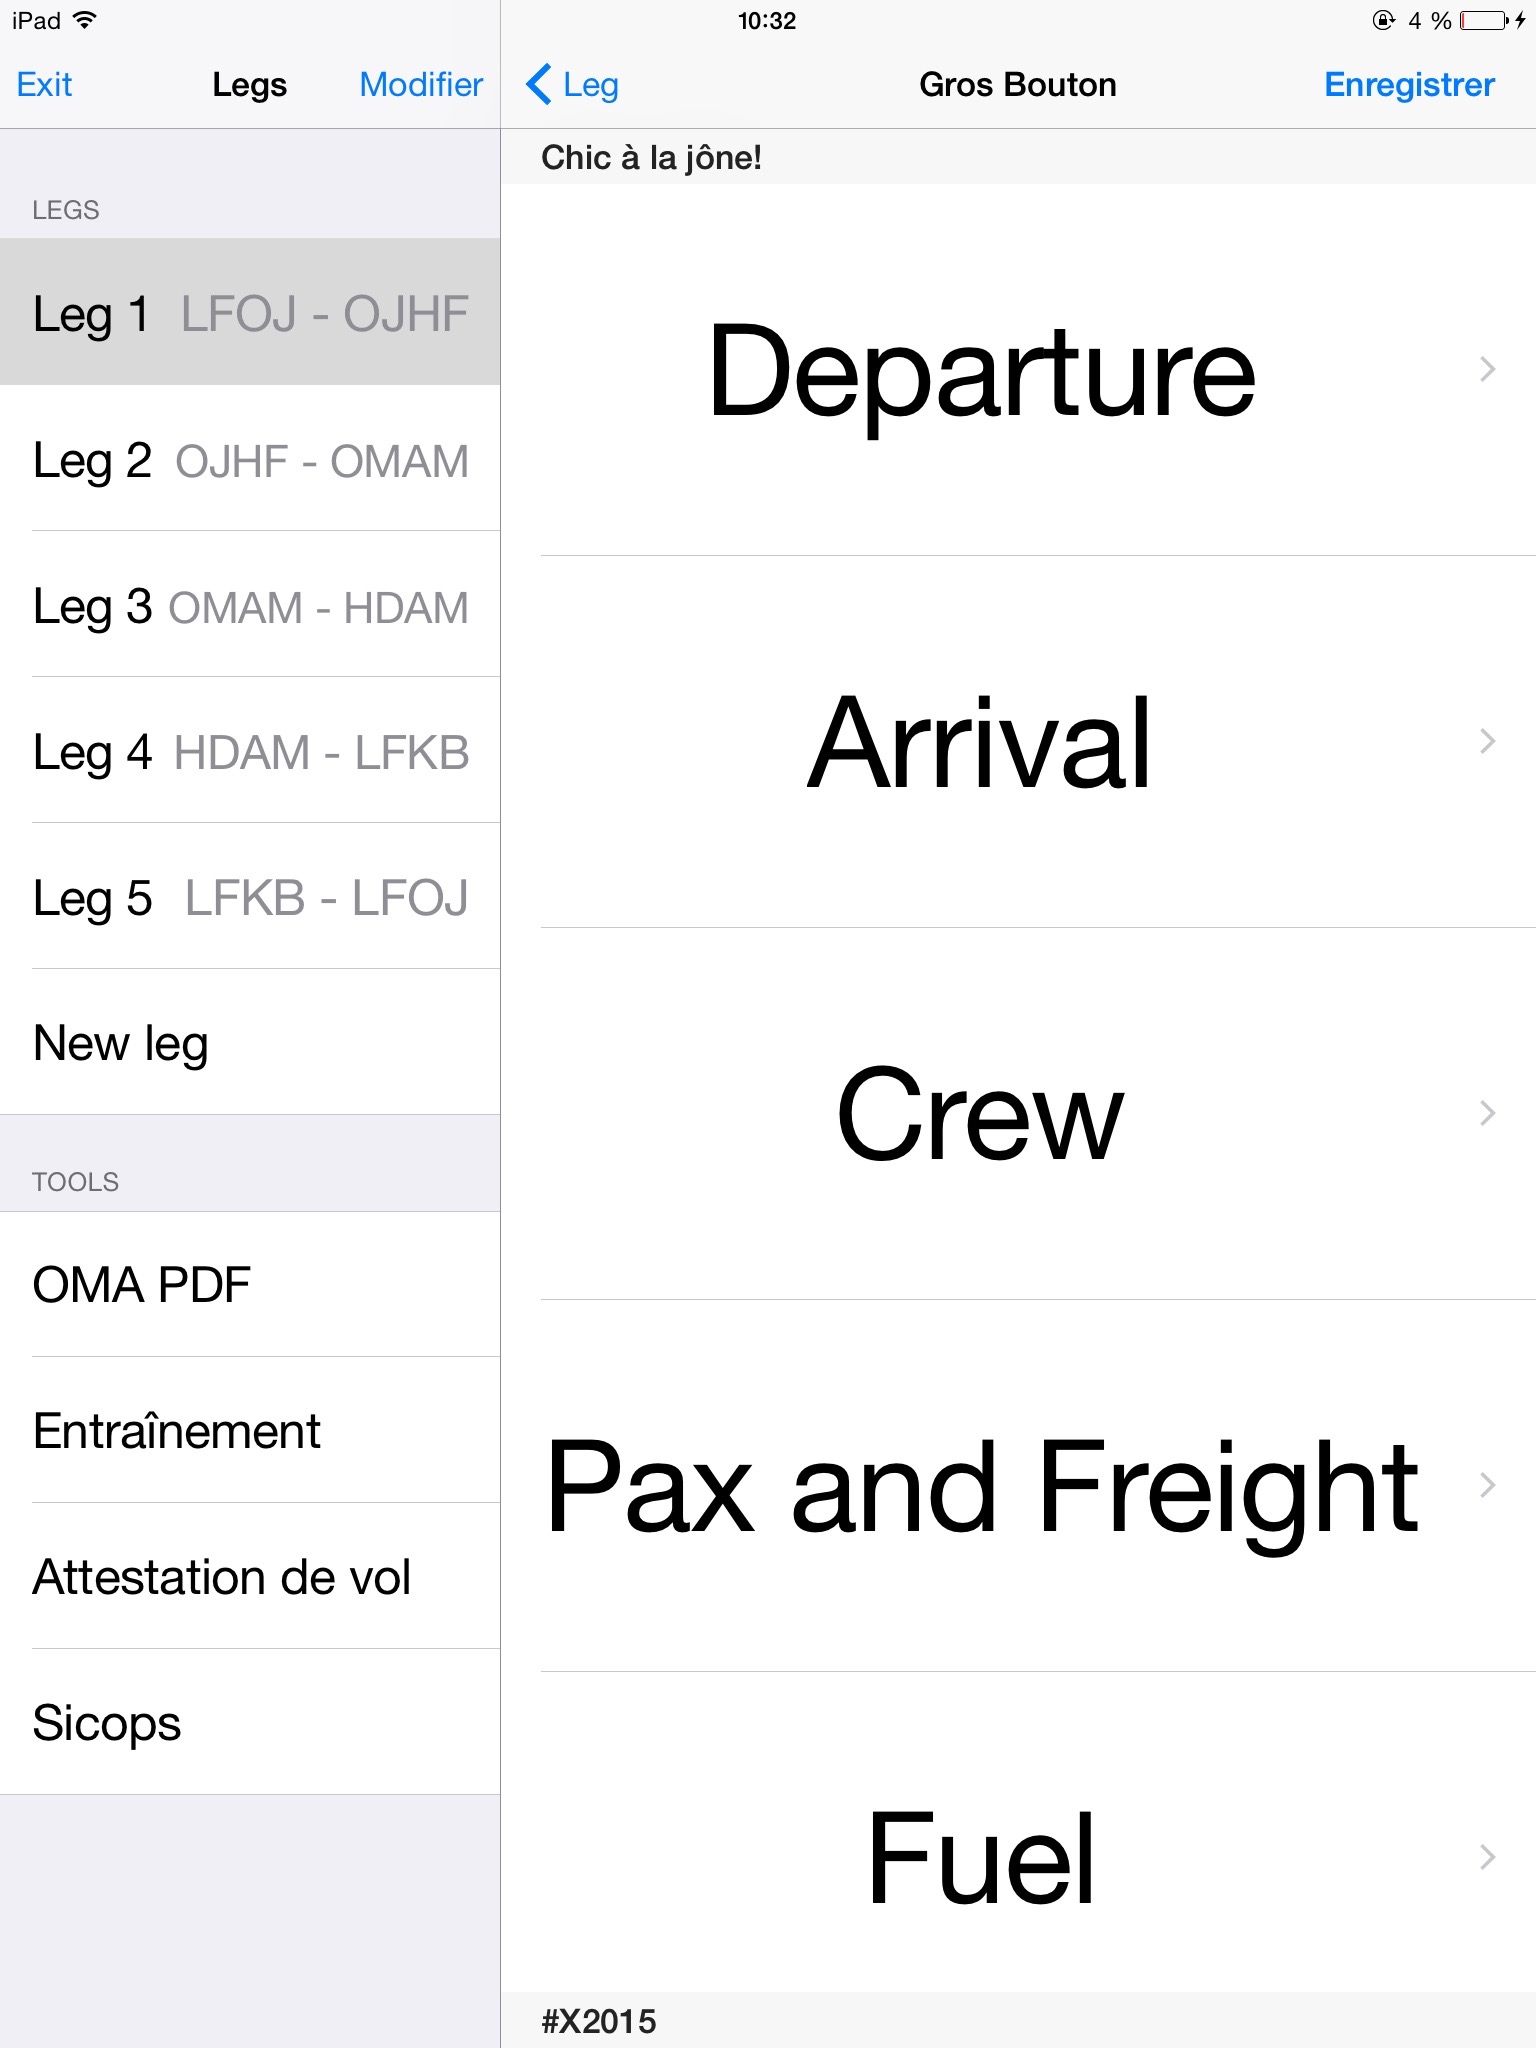 iPad 10:32 4 %
Exit Legs Modifier
LEGS
Leg 1 LFOJ - OJHF
Leg 2 OJHF - OMAM
Leg 3 OMAM - HDAM
Leg 4 HDAM - LFKB
Leg 5 LFKB - LFOJ
New leg
TOOLS
OMA PDF
Entraînement
Attestation de vol
Sicops
Leg Gros Bouton Enregistrer
Chic à la jône!
Departure
Arrival
Crew
Pax and Freight
Fuel
#X2015